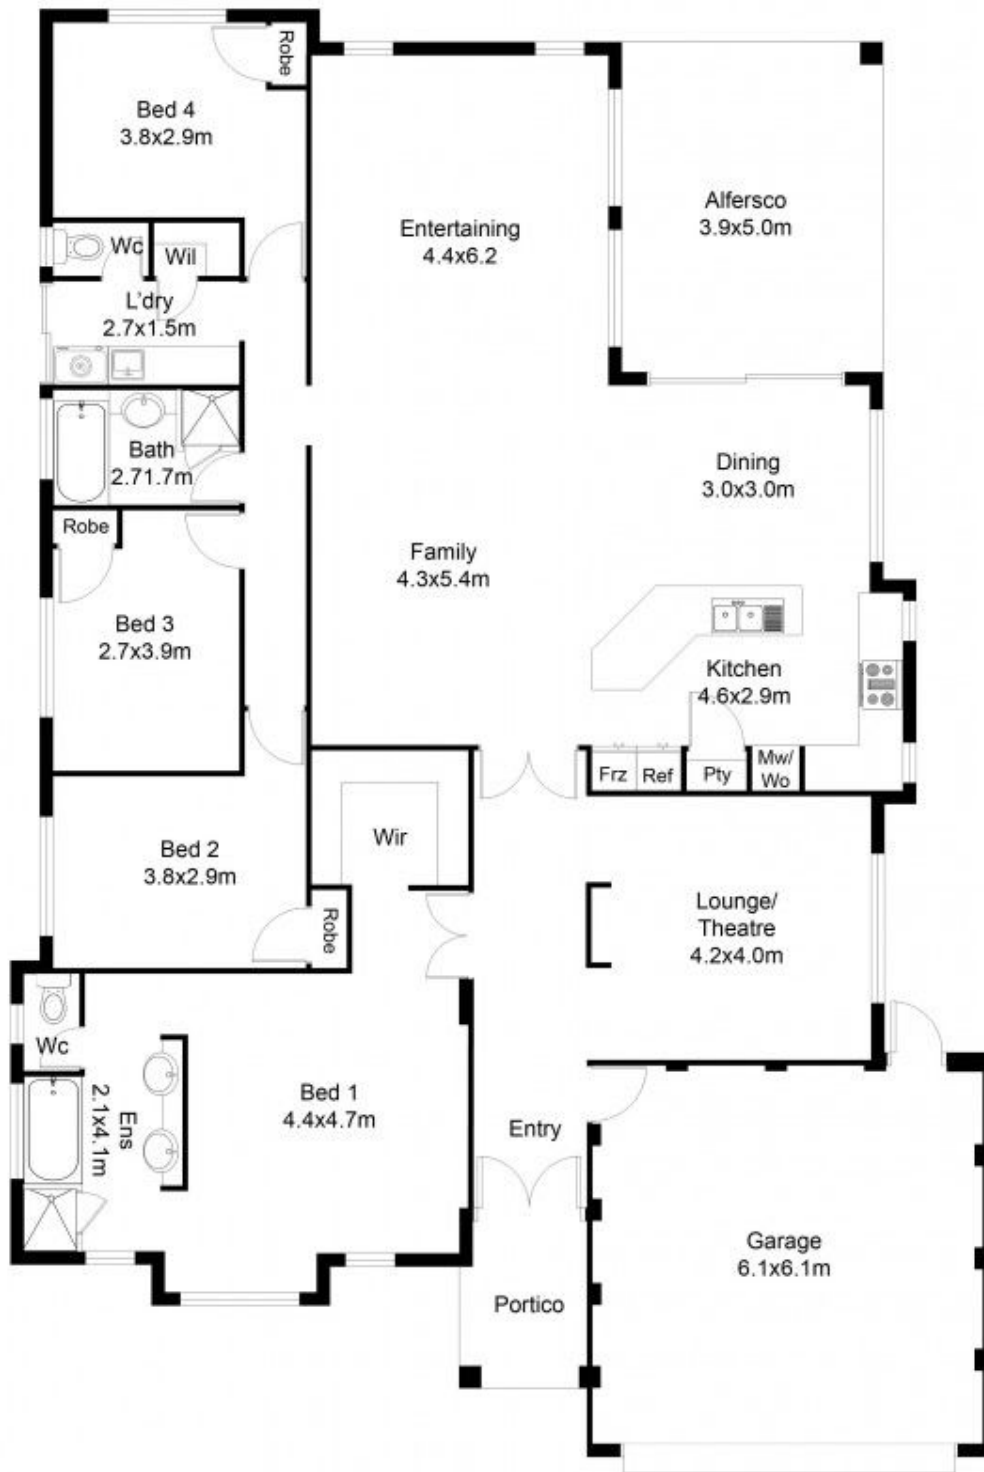 Robe
Bed 4
3.8x2.9m
Alfersco
3.9x5.0m
Entertaining
4.4x6.2
Wc
Wil
L'dry
2.7x1.5m
Bath
2.71.7m
Dining
3.0x3.0m
Robe
Family
4.3x5.4m
Bed 3
2.7x3.9m
Kitchen
4.6x2.9m
Frz
Ref
Pty
Mw/
Wo
Wir
Bed 2
3.8x2.9m
Robe
Lounge/
Theatre
4.2x4.0m
Wc
Ens
2.1x4.1m
Bed 1
4.4x4.7m
Entry
Garage
6.1x6.1m
Portico